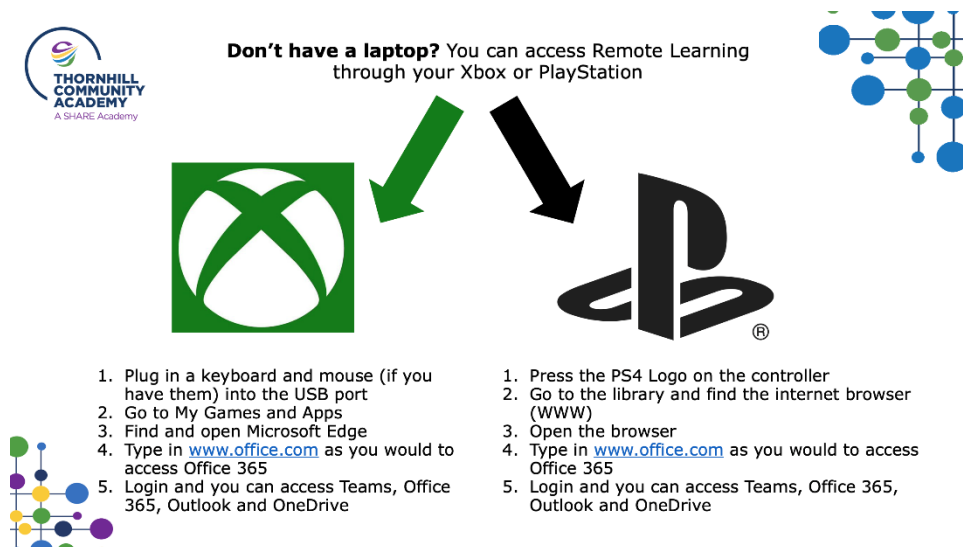 THORNHILL
COMMUNITY
ACADEMY
A SHARE Academy
Don’t have a laptop? You can access Remote Learning
through your Xbox or PlayStation
®
1. Plug in a keyboard and mouse (if you
have them) into the USB port
2. Go to My Games and Apps
3. Find and open Microsoft Edge
4. Type in www.office.com as you would to
access Office 365
5. Login and you can access Teams, Office
365, Outlook and OneDrive
1. Press the PS4 Logo on the controller
2. Go to the library and find the internet browser
(WWW)
3. Open the browser
4. Type in www.office.com as you would to access
Office 365
5. Login and you can access Teams, Office 365,
Outlook and OneDrive